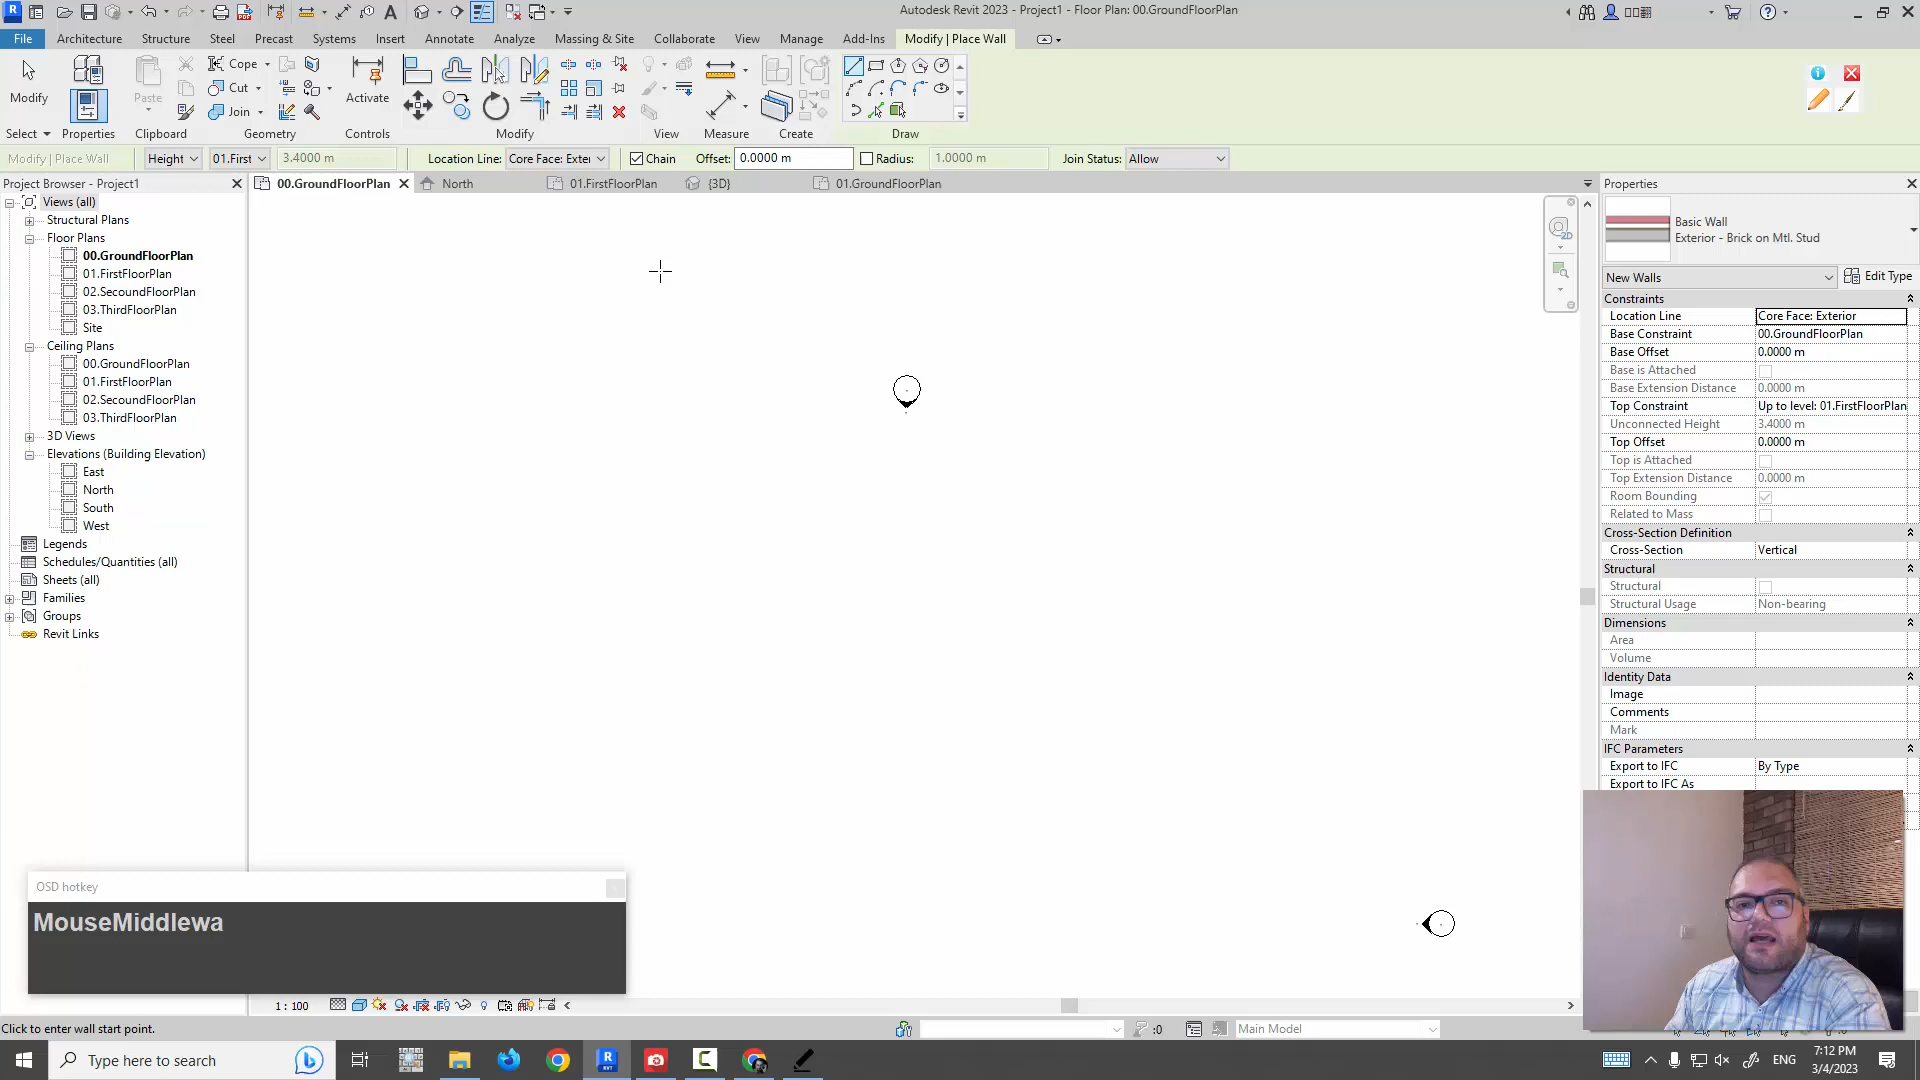 Autodesk Revit 2023 - Project1 - Floor Plan: 00.GroundFloorPlan
File Architecture Structure Steel Precast Systems Insert Annotate Analyze Massing & Site Collaborate View Manage Add-Ins Modify | Place Wall
Cope
Modify Paste Cut Activate
Join
Select Properties Clipboard Geometry Controls Modify View Measure Create Draw
Modify | Place Wall Height 01.First 3.4000 m Location Line: Core Face: Exter Chain Offset: 0.0000 m Radius: 1.0000 m Join Status: Allow
Project Browser - Project1
00.GroundFloorPlan North 01.FirstFloorPlan {3D} 01.GroundFloorPlan
Views (all)
Structural Plans
Floor Plans
00.GroundFloorPlan
01.FirstFloorPlan
02.SecoundFloorPlan
03.ThirdFloorPlan
Site
Ceiling Plans
00.GroundFloorPlan
01.FirstFloorPlan
02.SecoundFloorPlan
03.ThirdFloorPlan
3D Views
Elevations (Building Elevation)
East
North
South
West
Legends
Schedules/Quantities (all)
Sheets (all)
Families
Groups
Revit Links
2D
Properties
Basic Wall
Exterior - Brick on Mtl. Stud
New Walls Edit Type
Constraints
Location Line Core Face: Exterior
Base Constraint 00.GroundFloorPlan
Base Offset 0.0000 m
Base is Attached
Base Extension Distance 0.0000 m
Top Constraint Up to level: 01.FirstFloorPlan
Unconnected Height 3.4000 m
Top Offset 0.0000 m
Top is Attached
Top Extension Distance 0.0000 m
Room Bounding
Related to Mass
Cross-Section Definition
Cross-Section Vertical
Structural
Structural
Structural Usage Non-bearing
Dimensions
Area
Volume
Identity Data
Image
Comments
Mark
IFC Parameters
Export to IFC By Type
Export to IFC As
OSD hotkey
MouseMiddlewa
1 : 100
Click to enter wall start point.
:0 Main Model
Type here to search
ENG
7:12 PM
3/4/2023